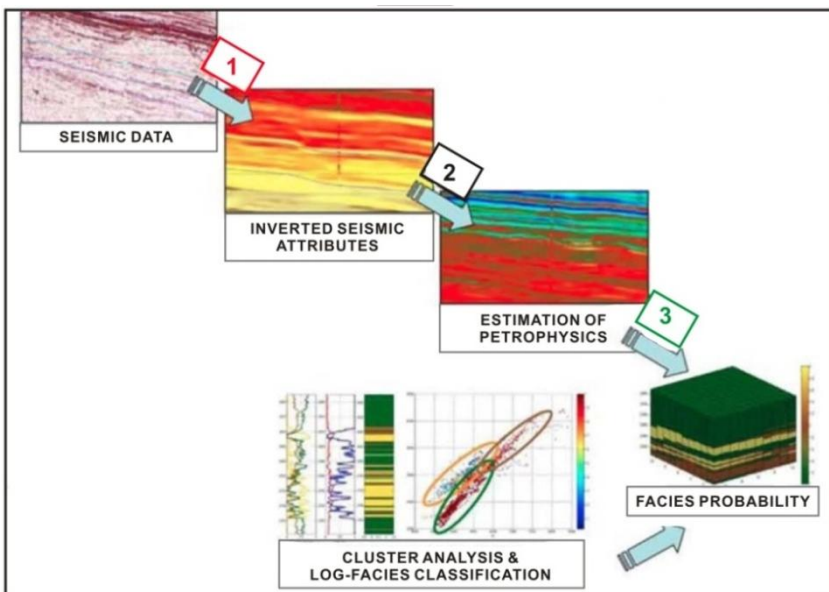 1
SEISMIC DATA
2
INVERTED SEISMIC
ATTRIBUTES
3
ESTIMATION OF
PETROPHYSICS
FACIES PROBABILITY
CLUSTER ANALYSIS &
LOG-FACIES CLASSIFICATION